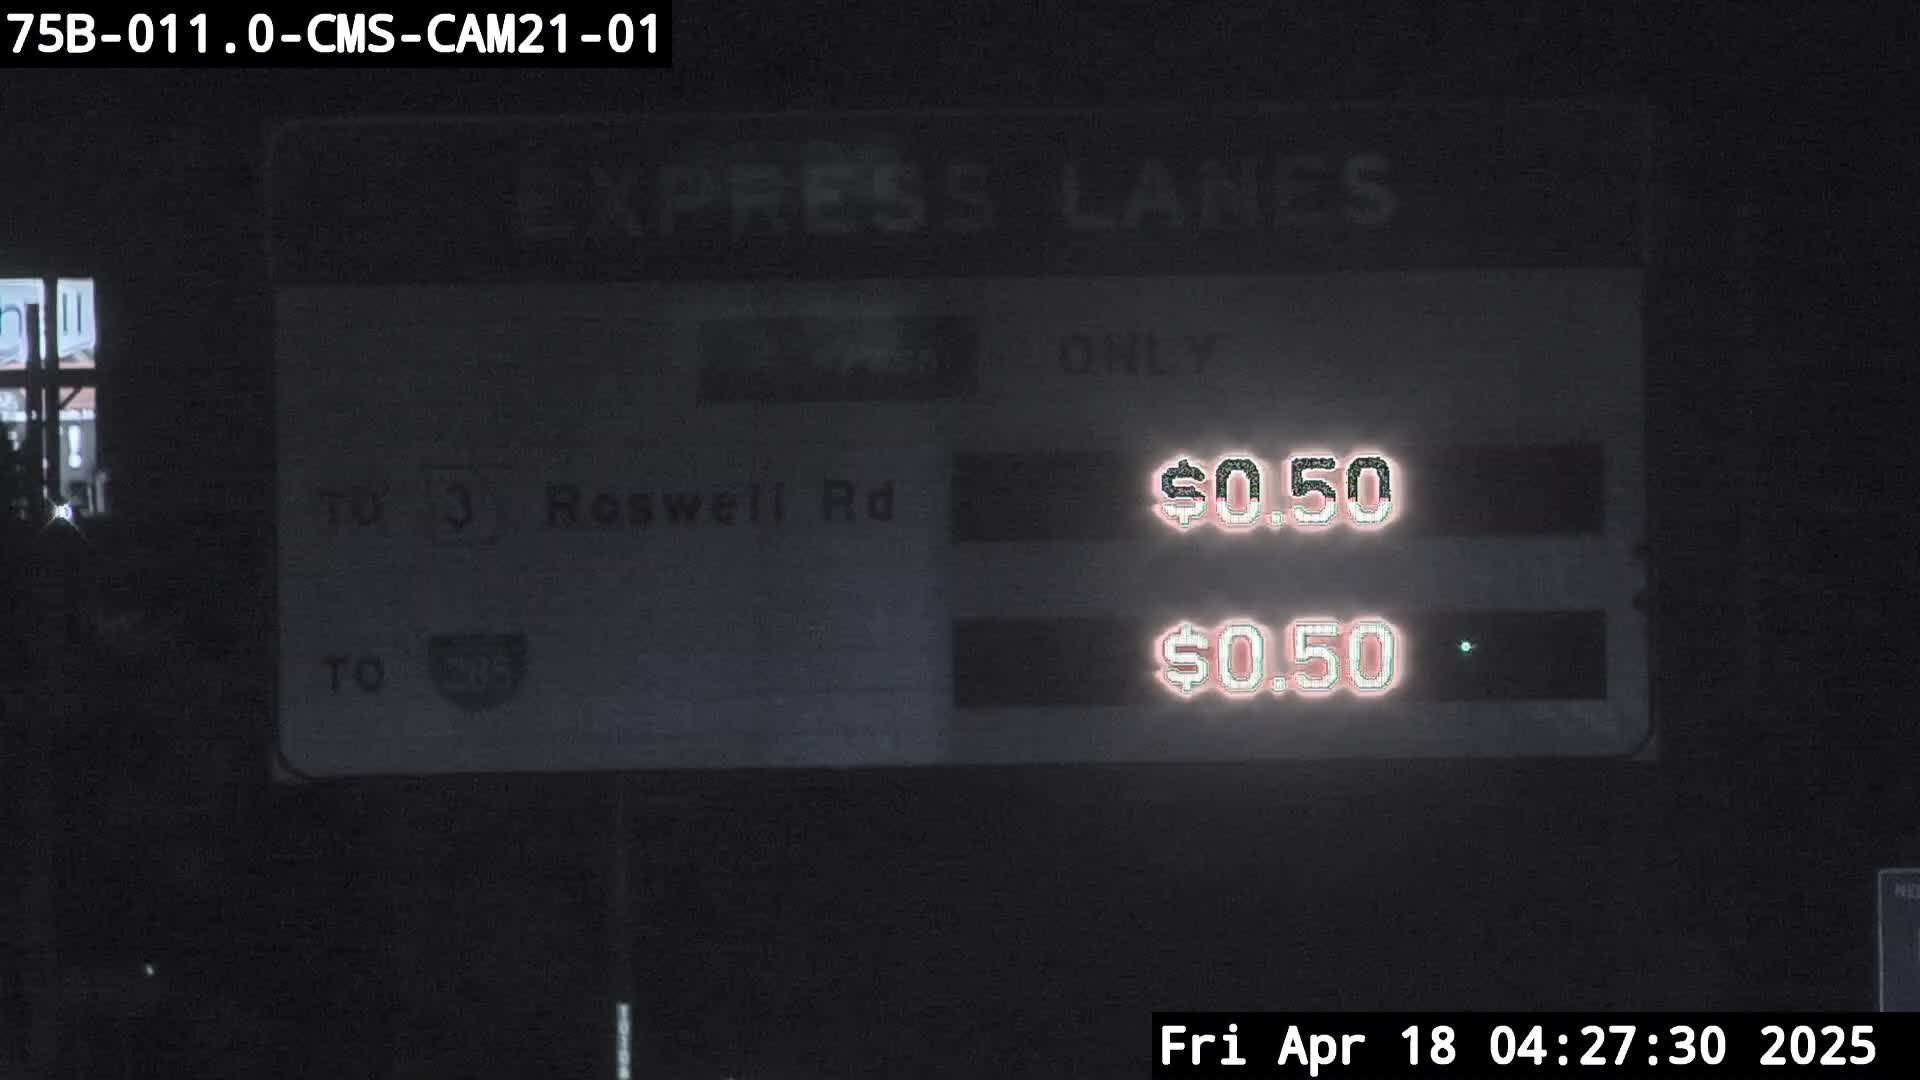 75B-011.0-CMS-CAM21-01
EXPRESS LANES
ONLY
TO 3 Roswell Rd $0.50
TO 285 $0.50
Fri Apr 18 04:27:30 2025